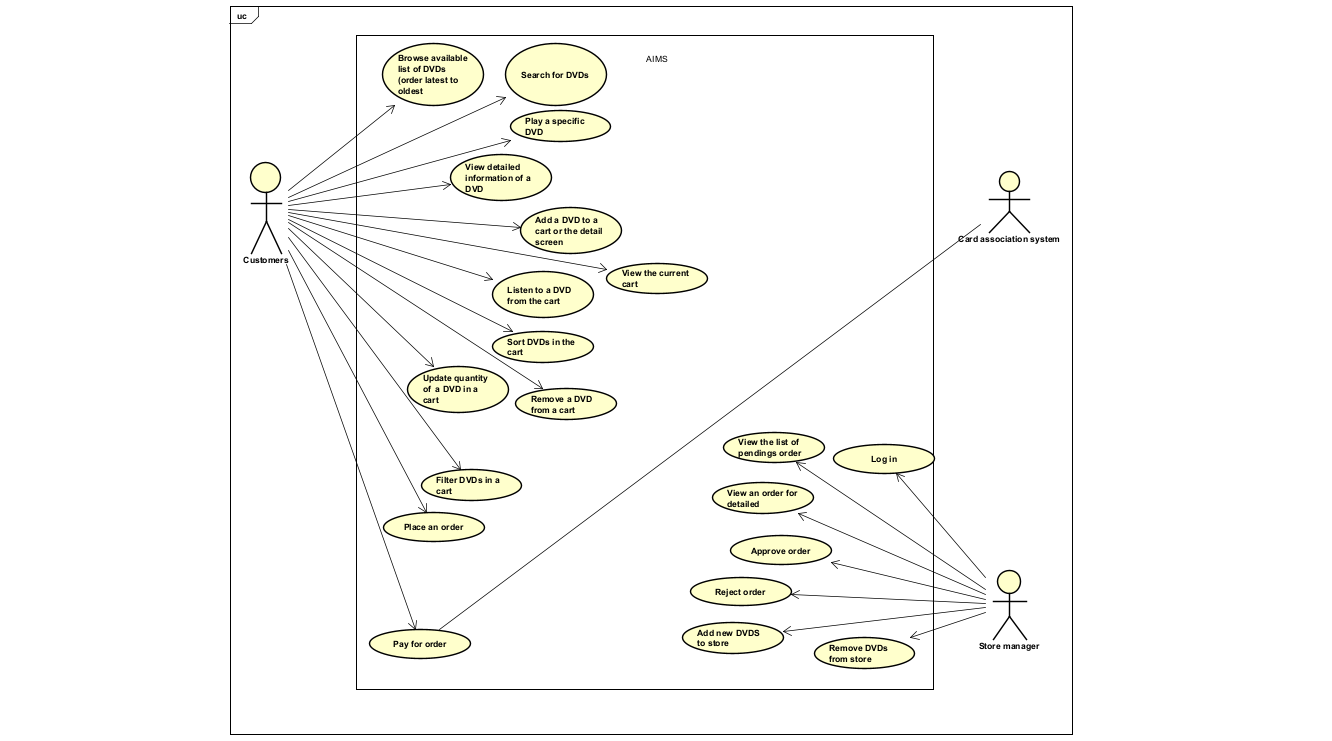 uc
AIMS
Browse available
list of DVDs
(order latest to
oldest
Search for DVDs
Play a specific
DVD
View detailed
information of a
DVD
Add a DVD to a
cart or the detail
screen
View the current
cart
Listen to a DVD
from the cart
Sort DVDs in the
cart
Update quantity
of a DVD in a
cart
Remove a DVD
from a cart
Filter DVDs in a
cart
Place an order
Pay for order
Customers
Card association system
View the list of
pendings order
Log in
View an order for
detailed
Approve order
Reject order
Add new DVDS
to store
Remove DVDs
from store
Store manager